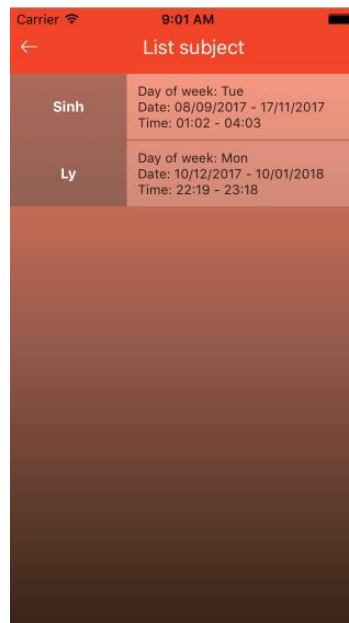 Carrier 9:01 AM
List subject
Sinh
Day of week: Tue
Date: 08/09/2017 - 17/11/2017
Time: 01:02 - 04:03
Ly
Day of week: Mon
Date: 10/12/2017 - 10/01/2018
Time: 22:19 - 23:18